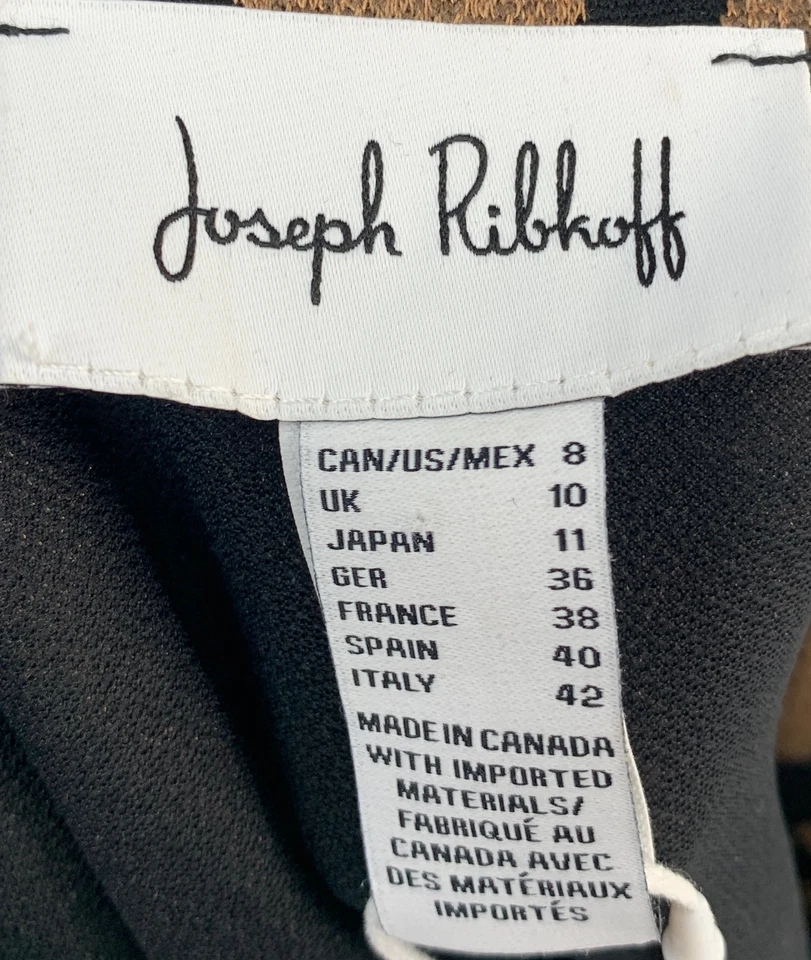 Joseph Ribkoff
CAN/US/MEX 8
UK 10
JAPAN 11
GER 36
FRANCE 38
SPAIN 40
ITALY 42
MADE IN CANADA
WITH IMPORTED
MATERIALS/
FABRIQUÉ AU
CANADA AVEC
DES MATÉRIAUX
IMPORTÉS